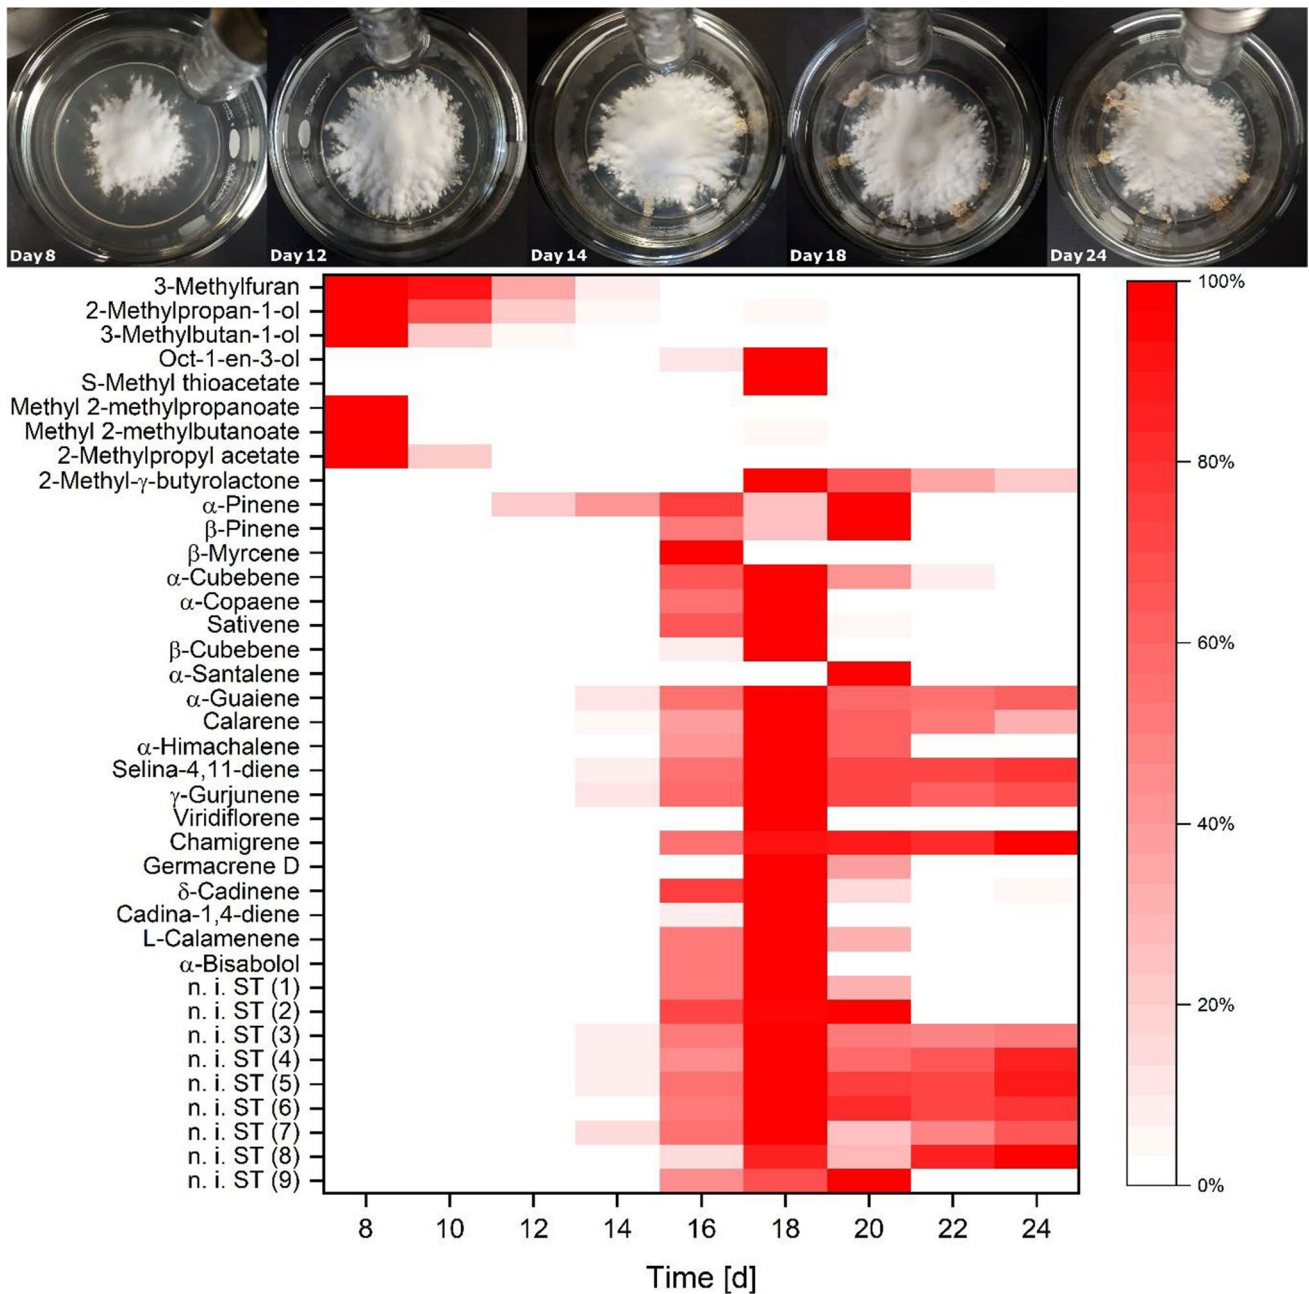 Day 8
Day 12
Day 14
Day 18
Day 24
3-Methylfuran
2-Methylpropan-1-ol
3-Methylbutan-1-ol
Oct-1-en-3-ol
S-Methyl thioacetate
Methyl 2-methylpropanoate
Methyl 2-methylbutanoate
2-Methylpropyl acetate
2-Methyl-γ-butyrolactone
α-Pinene
β-Pinene
β-Myrcene
α-Cubebene
α-Copaene
Sativene
β-Cubebene
α-Santalene
α-Guaiene
Calarene
α-Himachalene
Selina-4,11-diene
γ-Gurjunene
Viridiflorene
Chamigrene
Germacrene D
δ-Cadinene
Cadina-1,4-diene
L-Calamenene
α-Bisabolol
n. i. ST (1)
n. i. ST (2)
n. i. ST (3)
n. i. ST (4)
n. i. ST (5)
n. i. ST (6)
n. i. ST (7)
n. i. ST (8)
n. i. ST (9)
8 10 12 14 16 18 20 22 24
Time [d]
100%
80%
60%
40%
20%
0%